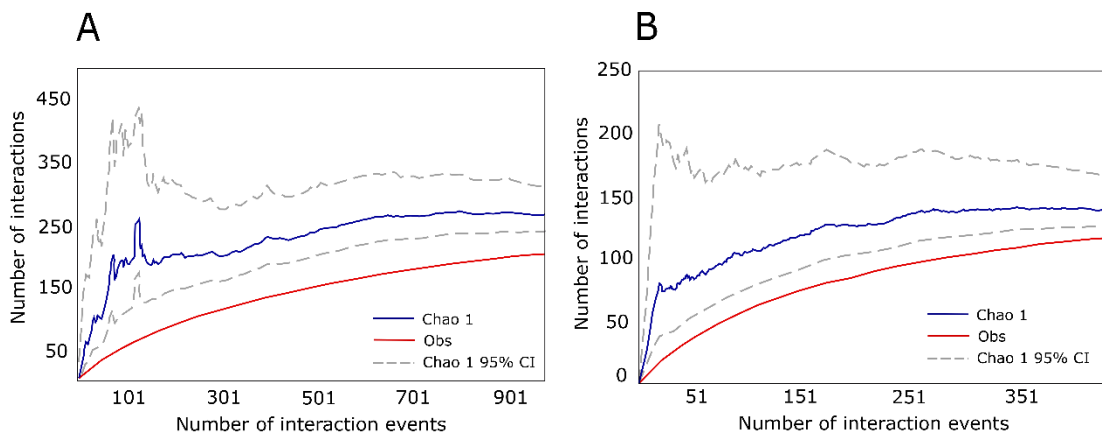 A
Number of interactions
450
350
250
150
50
Chao 1
Obs
Chao 1 95% CI
101 301 501 701 901
Number of interaction events
B
Number of interactions
250
200
150
100
50
0
Chao 1
Obs
Chao 1 95% CI
51 151 251 351
Number of interaction events